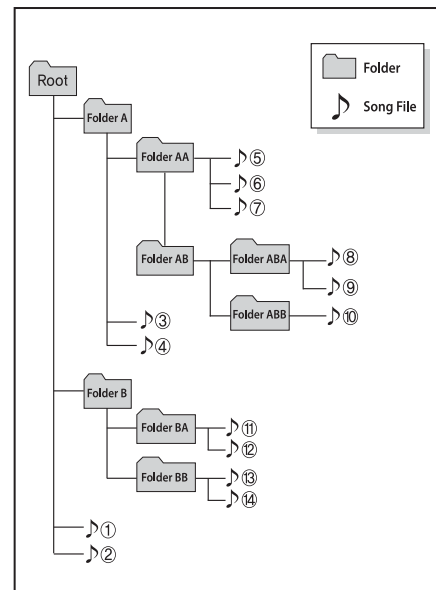 Root
Folder
Song File
Folder A
Folder AA
⑤
⑥
⑦
Folder AB
Folder ABA
⑧
⑨
Folder ABB
⑩
③
④
Folder B
Folder BA
⑪
⑫
Folder BB
⑬
⑭
①
②